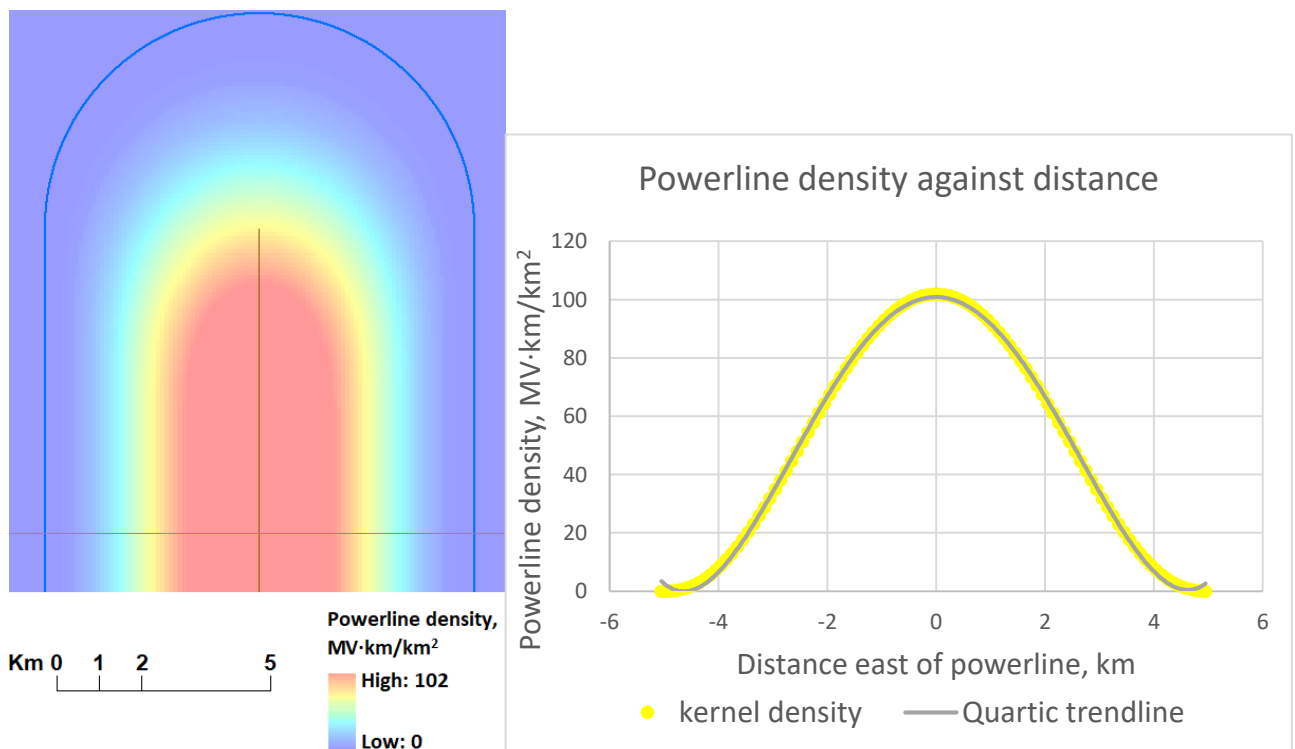 Km 0 1 2 5
Powerline density,
MV·km/km²
High: 102
Low: 0
Powerline density against distance
Powerline density, MV·km/km²
120
100
80
60
40
20
0
-6 -4 -2 0 2 4 6
Distance east of powerline, km
kernel density Quartic trendline